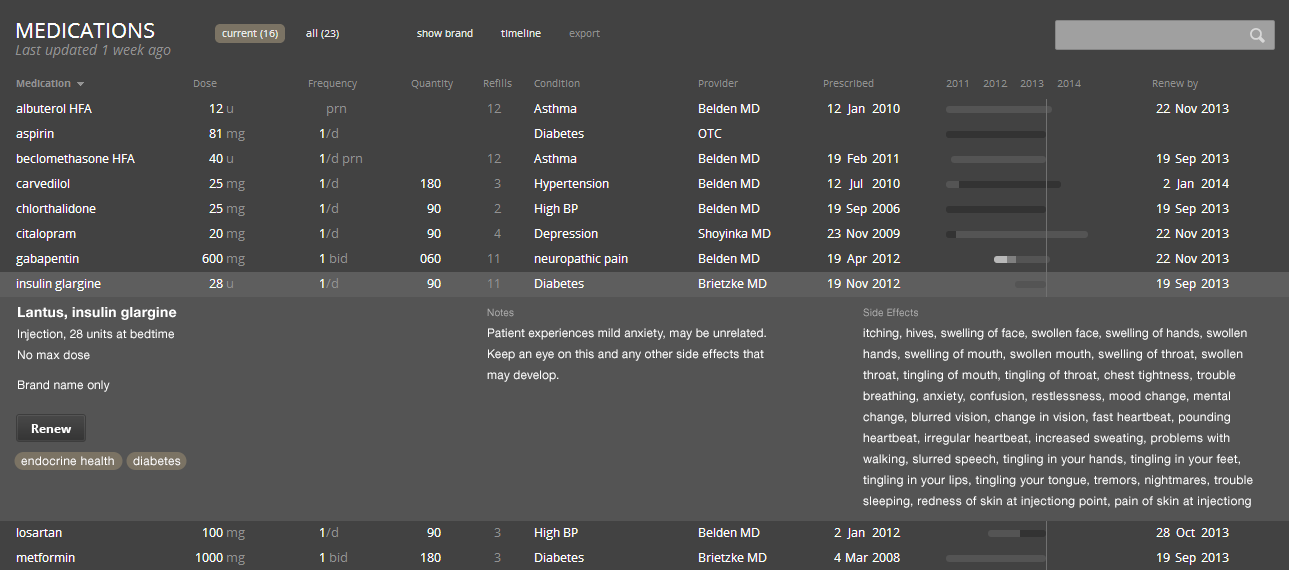 MEDICATIONS current (16) all (23) show brand timeline export
Last updated 1 week ago
Medication Dose Frequency Quantity Refills Condition Provider Prescribed 2011 2012 2013 2014 Renew by
albuterol HFA 12 u prn 12 Asthma Belden MD 12 Jan 2010 22 Nov 2013
aspirin 81 mg 1/d Diabetes OTC
beclomethasone HFA 40 u 1/d prn 12 Asthma Belden MD 19 Feb 2011 19 Sep 2013
carvedilol 25 mg 1/d 180 3 Hypertension Belden MD 12 Jul 2010 2 Jan 2014
chlorthalidone 25 mg 1/d 90 2 High BP Belden MD 19 Sep 2006 19 Sep 2013
citalopram 20 mg 1/d 90 4 Depression Shoyinka MD 23 Nov 2009 22 Nov 2013
gabapentin 600 mg 1 bid 060 11 neuropathic pain Belden MD 19 Apr 2012 22 Nov 2013
insulin glargine 28 u 1/d 90 11 Diabetes Brietzke MD 19 Nov 2012 19 Sep 2013
Lantus, insulin glargine
Injection, 28 units at bedtime
No max dose
Brand name only
Renew
endocrine health diabetes
Notes
Patient experiences mild anxiety, may be unrelated.
Keep an eye on this and any other side effects that
may develop.
Side Effects
itching, hives, swelling of face, swollen face, swelling of hands, swollen
hands, swelling of mouth, swollen mouth, swelling of throat, swollen
throat, tingling of mouth, tingling of throat, chest tightness, trouble
breathing, anxiety, confusion, restlessness, mood change, mental
change, blurred vision, change in vision, fast heartbeat, pounding
heartbeat, irregular heartbeat, increased sweating, problems with
walking, slurred speech, tingling in your hands, tingling in your feet,
tingling in your lips, tingling your tongue, tremors, nightmares, trouble
sleeping, redness of skin at injectiong point, pain of skin at injectiong
losartan 100 mg 1/d 90 3 High BP Belden MD 2 Jan 2012 28 Oct 2013
metformin 1000 mg 1 bid 180 3 Diabetes Brietzke MD 4 Mar 2008 19 Sep 2013